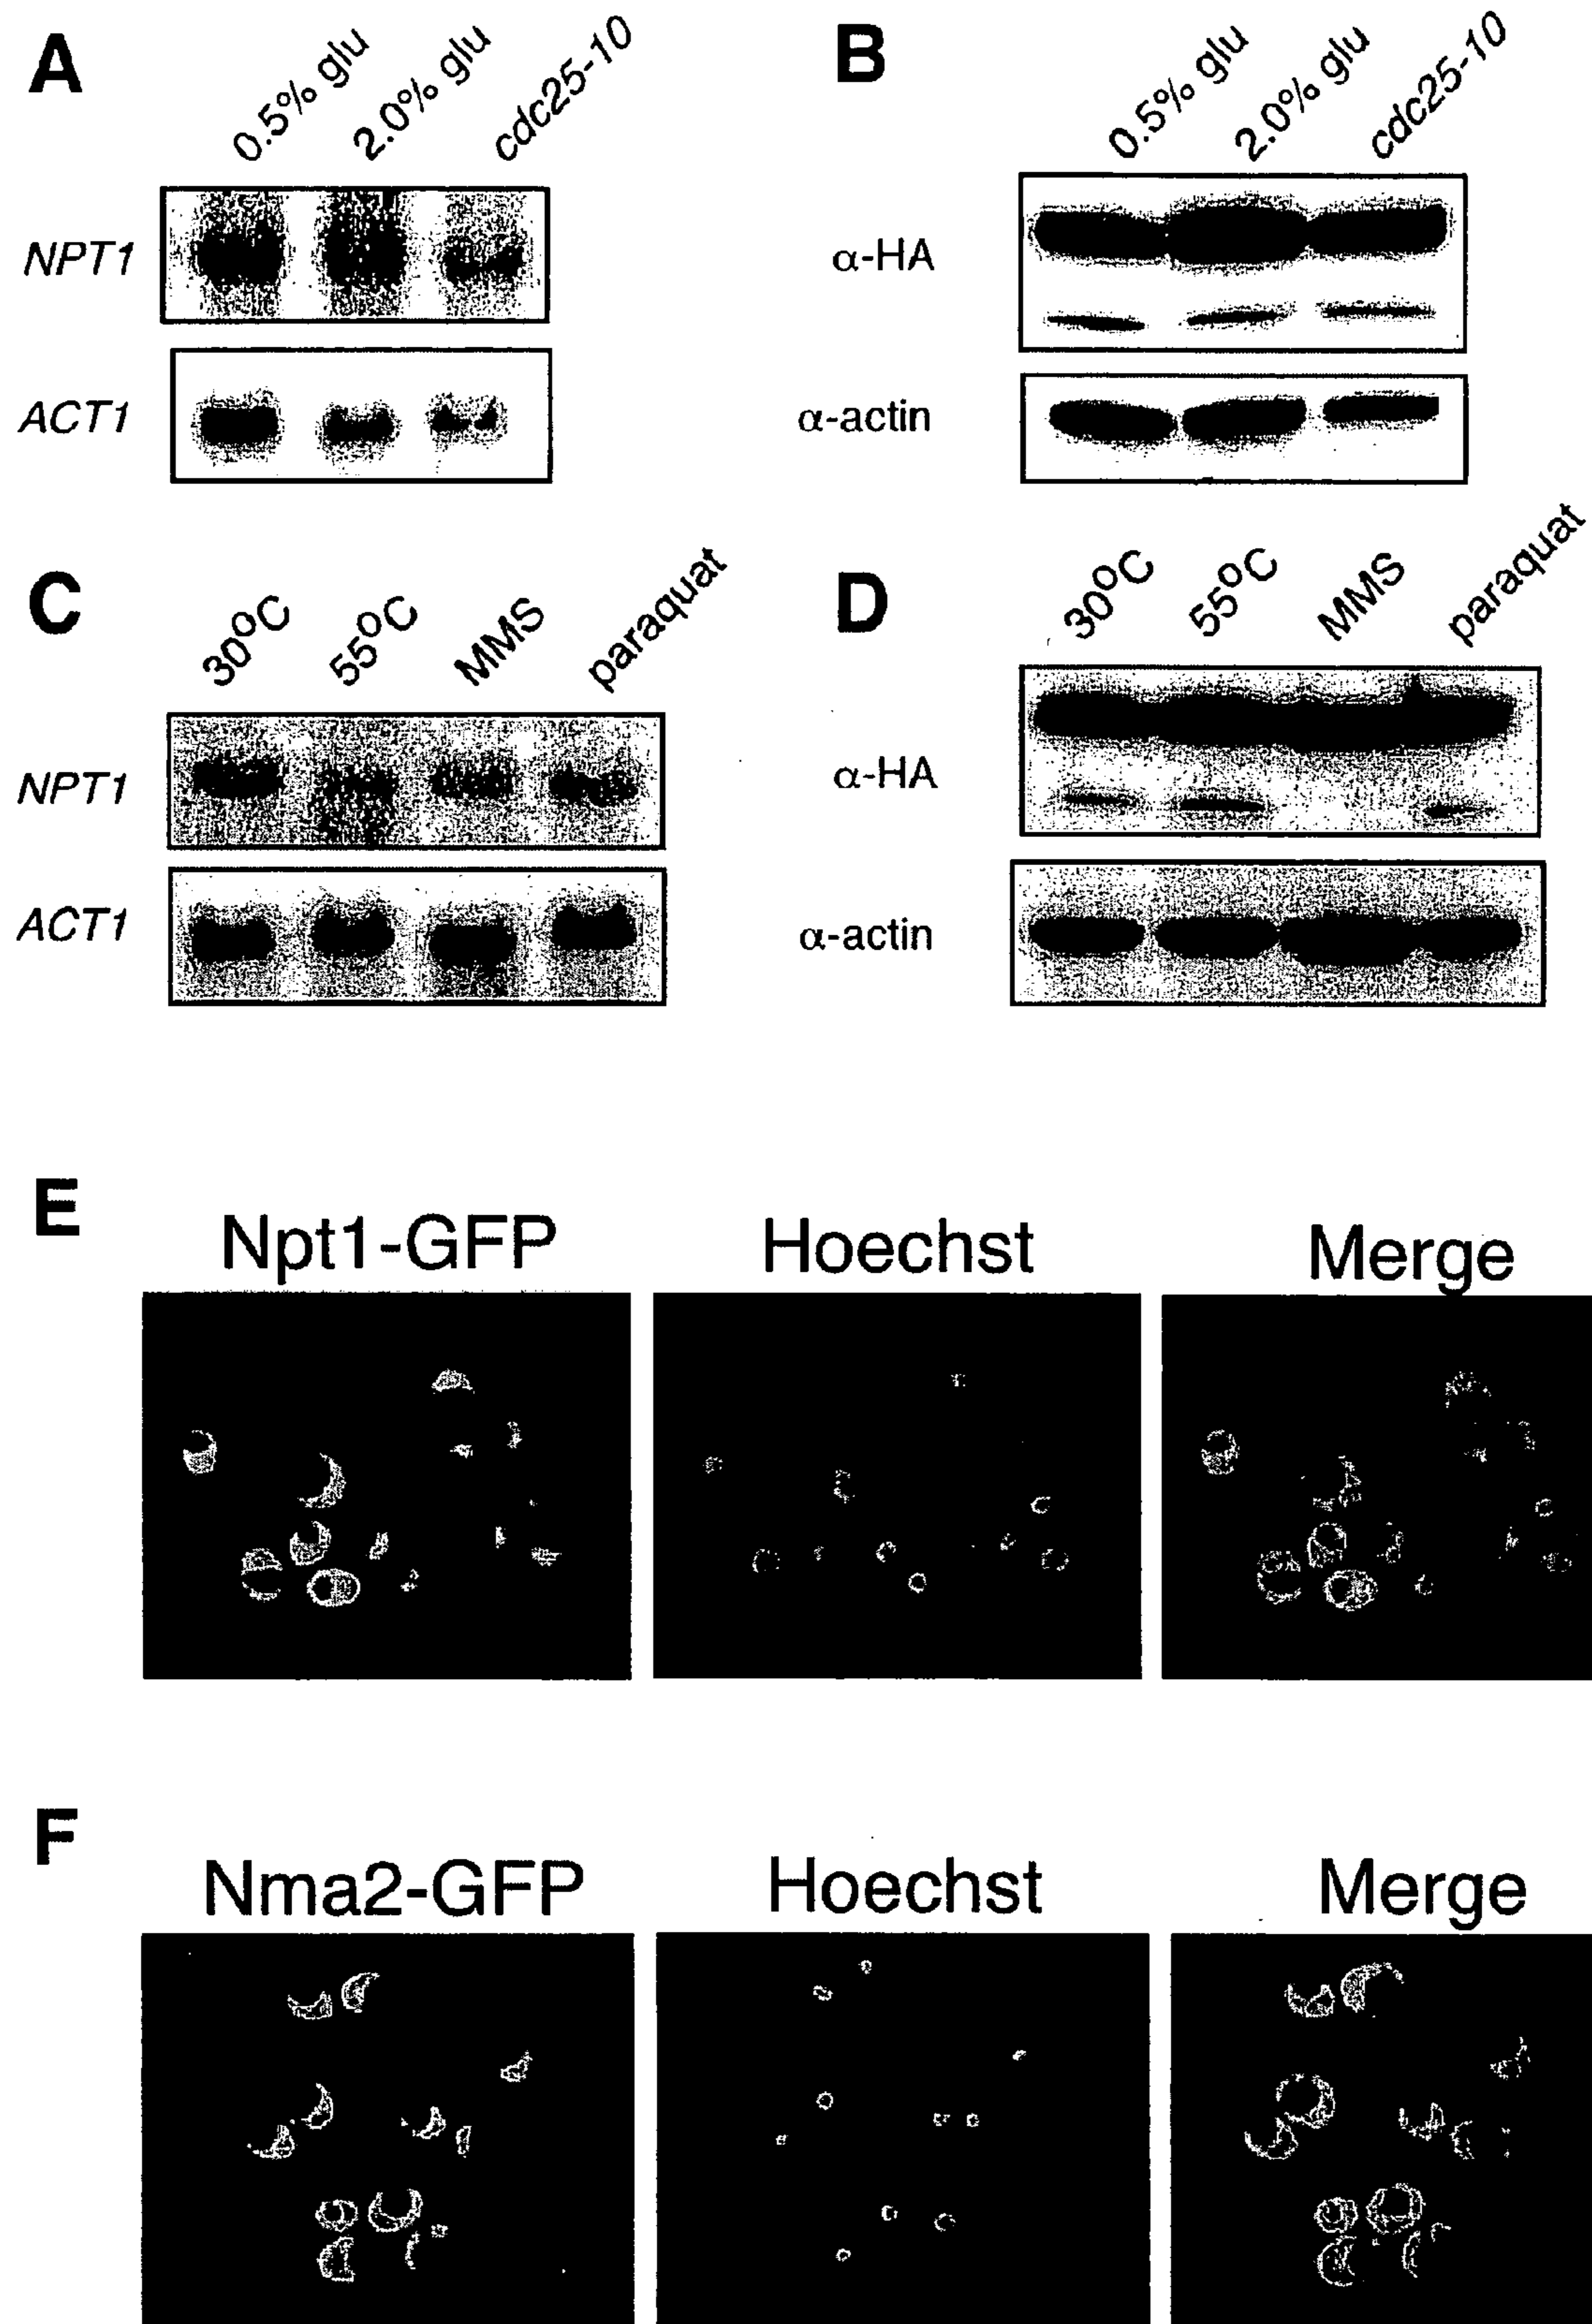 A
0.5% glu
2.0% glu
cdc25-10
NPT1
ACT1
B
0.5% glu
2.0% glu
cdc25-10
α-HA
α-actin
C
30°C
55°C
MMS
paraquat
NPT1
ACT1
D
30°C
55°C
MMS
paraquat
α-HA
α-actin
E
Npt1-GFP
Hoechst
Merge
F
Nma2-GFP
Hoechst
Merge